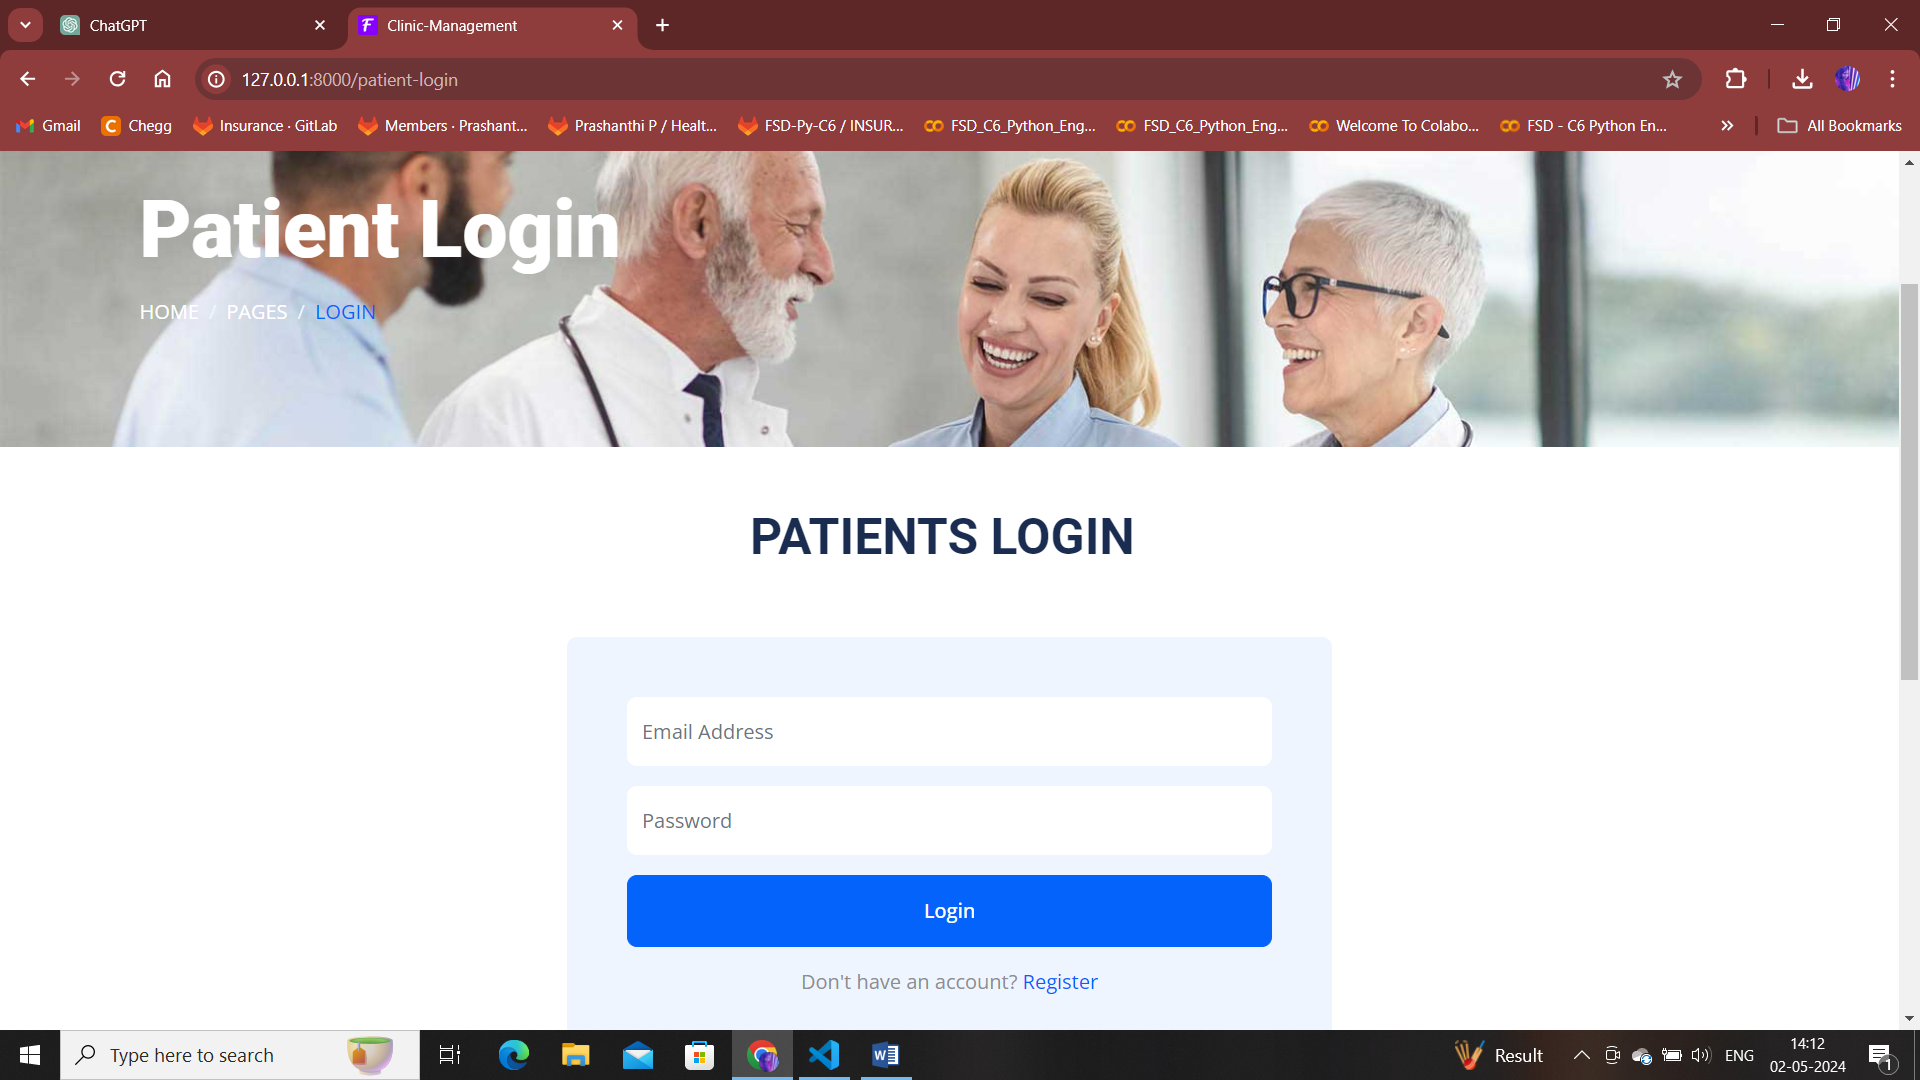 ChatGPT
Clinic-Management
127.0.0.1:8000/patient-login
Gmail
Chegg
Insurance · GitLab
Members · Prashant...
Prashanthi P / Healt...
FSD-Py-C6 / INSUR...
FSD_C6_Python_Eng...
FSD_C6_Python_Eng...
Welcome To Colabo...
FSD - C6 Python En...
All Bookmarks
Patient Login
HOME / PAGES / LOGIN
PATIENTS LOGIN
Email Address
Password
Login
Don't have an account? Register
Type here to search
Result
ENG
14:12
02-05-2024
1